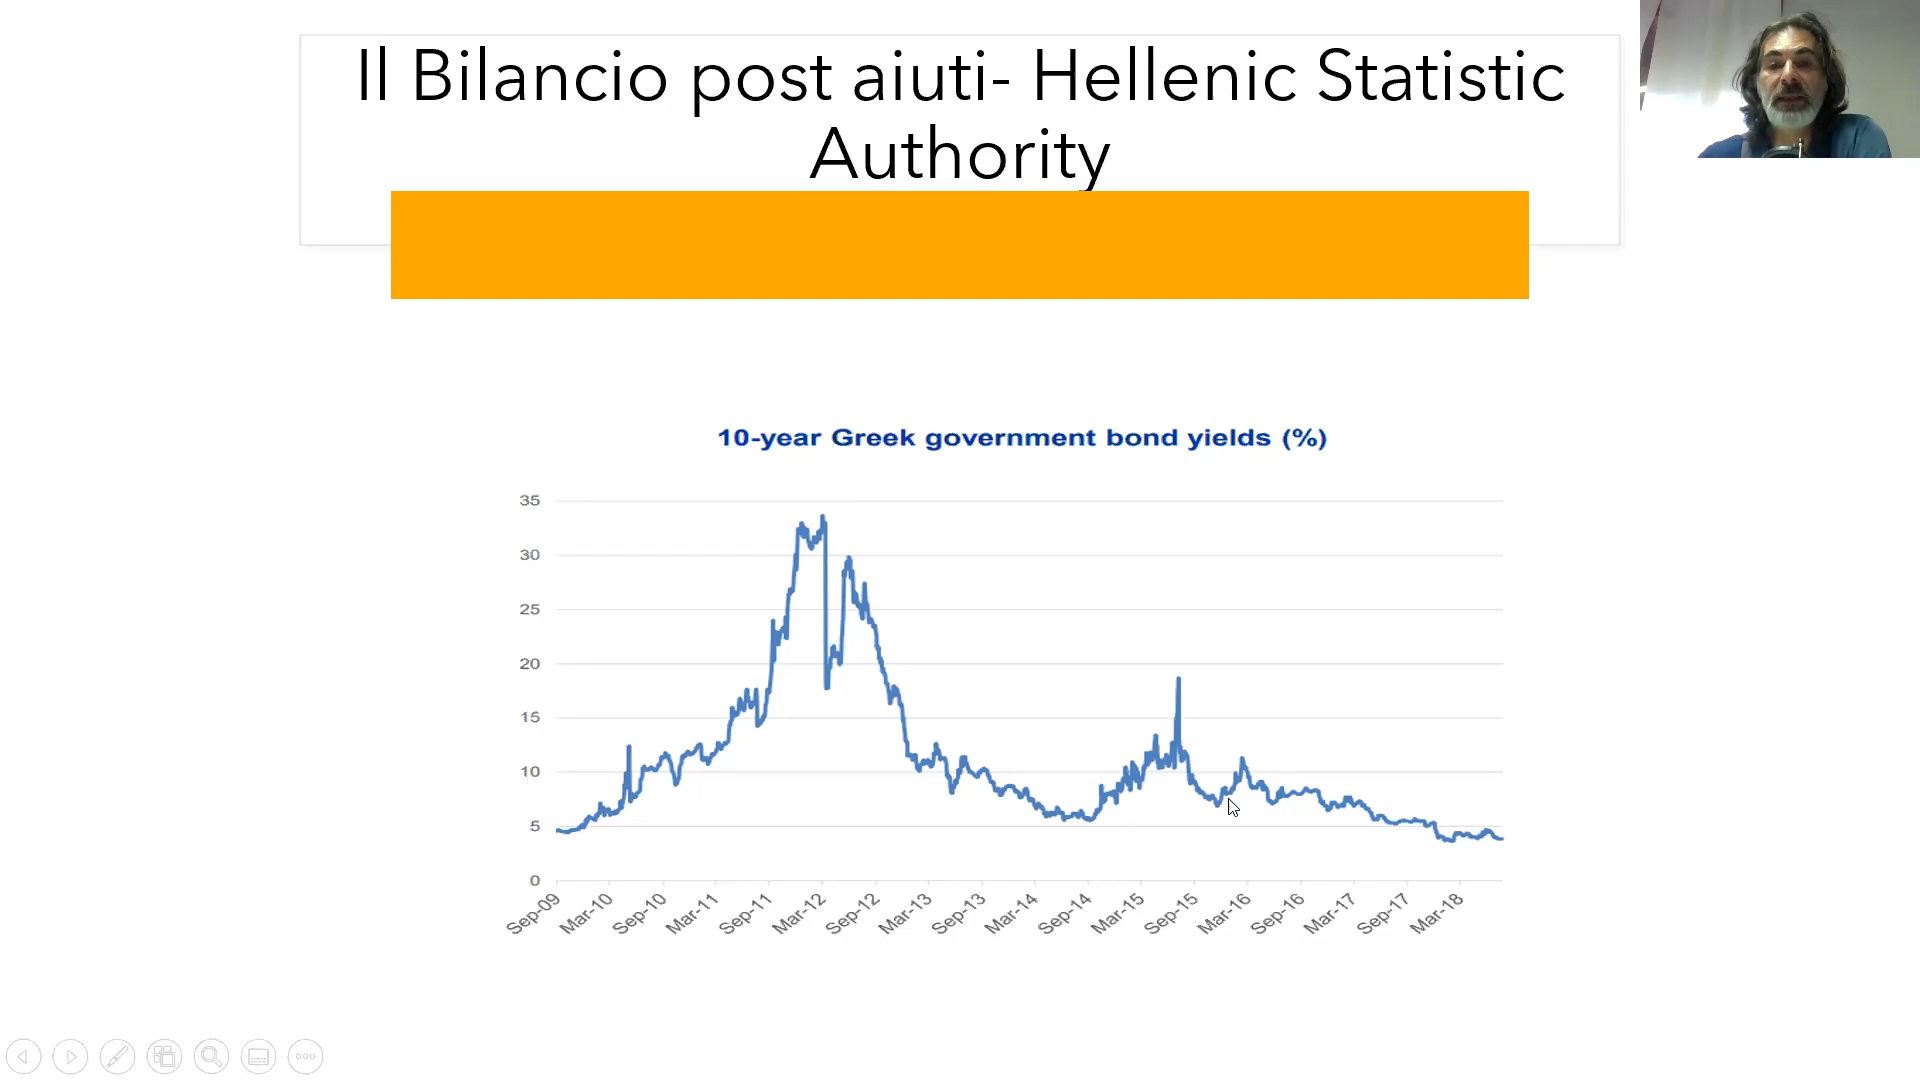 Il Bilancio post aiuti- Hellenic Statistic
Authority
10-year Greek government bond yields (%)
35
30
25
20
15
10
5
0
Sep-09 Mar-10 Sep-10 Mar-11 Sep-11 Mar-12 Sep-12 Mar-13 Sep-13 Mar-14 Sep-14 Mar-15 Sep-15 Mar-16 Sep-16 Mar-17 Sep-17 Mar-18